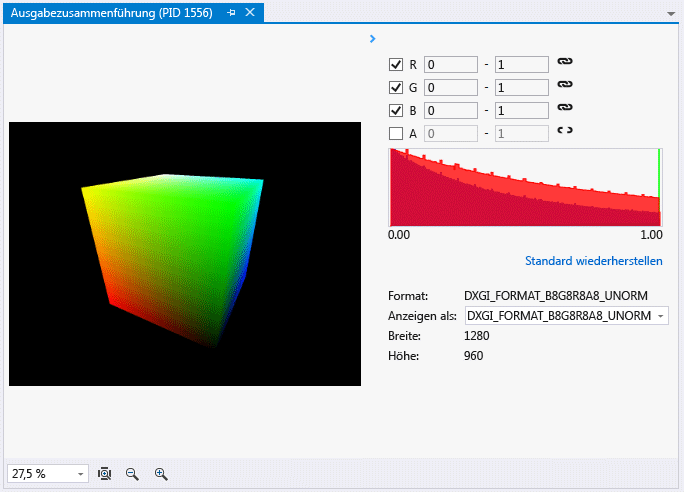 Ausgabezusammenführung (PID 1556)
R 0 - 1
G 0 - 1
B 0 - 1
A 0 - 1
0.00 1.00
Standard wiederherstellen
Format: DXGI_FORMAT_B8G8R8A8_UNORM
Anzeigen als: DXGI_FORMAT_B8G8R8A8_UNORM
Breite: 1280
Höhe: 960
27,5 %